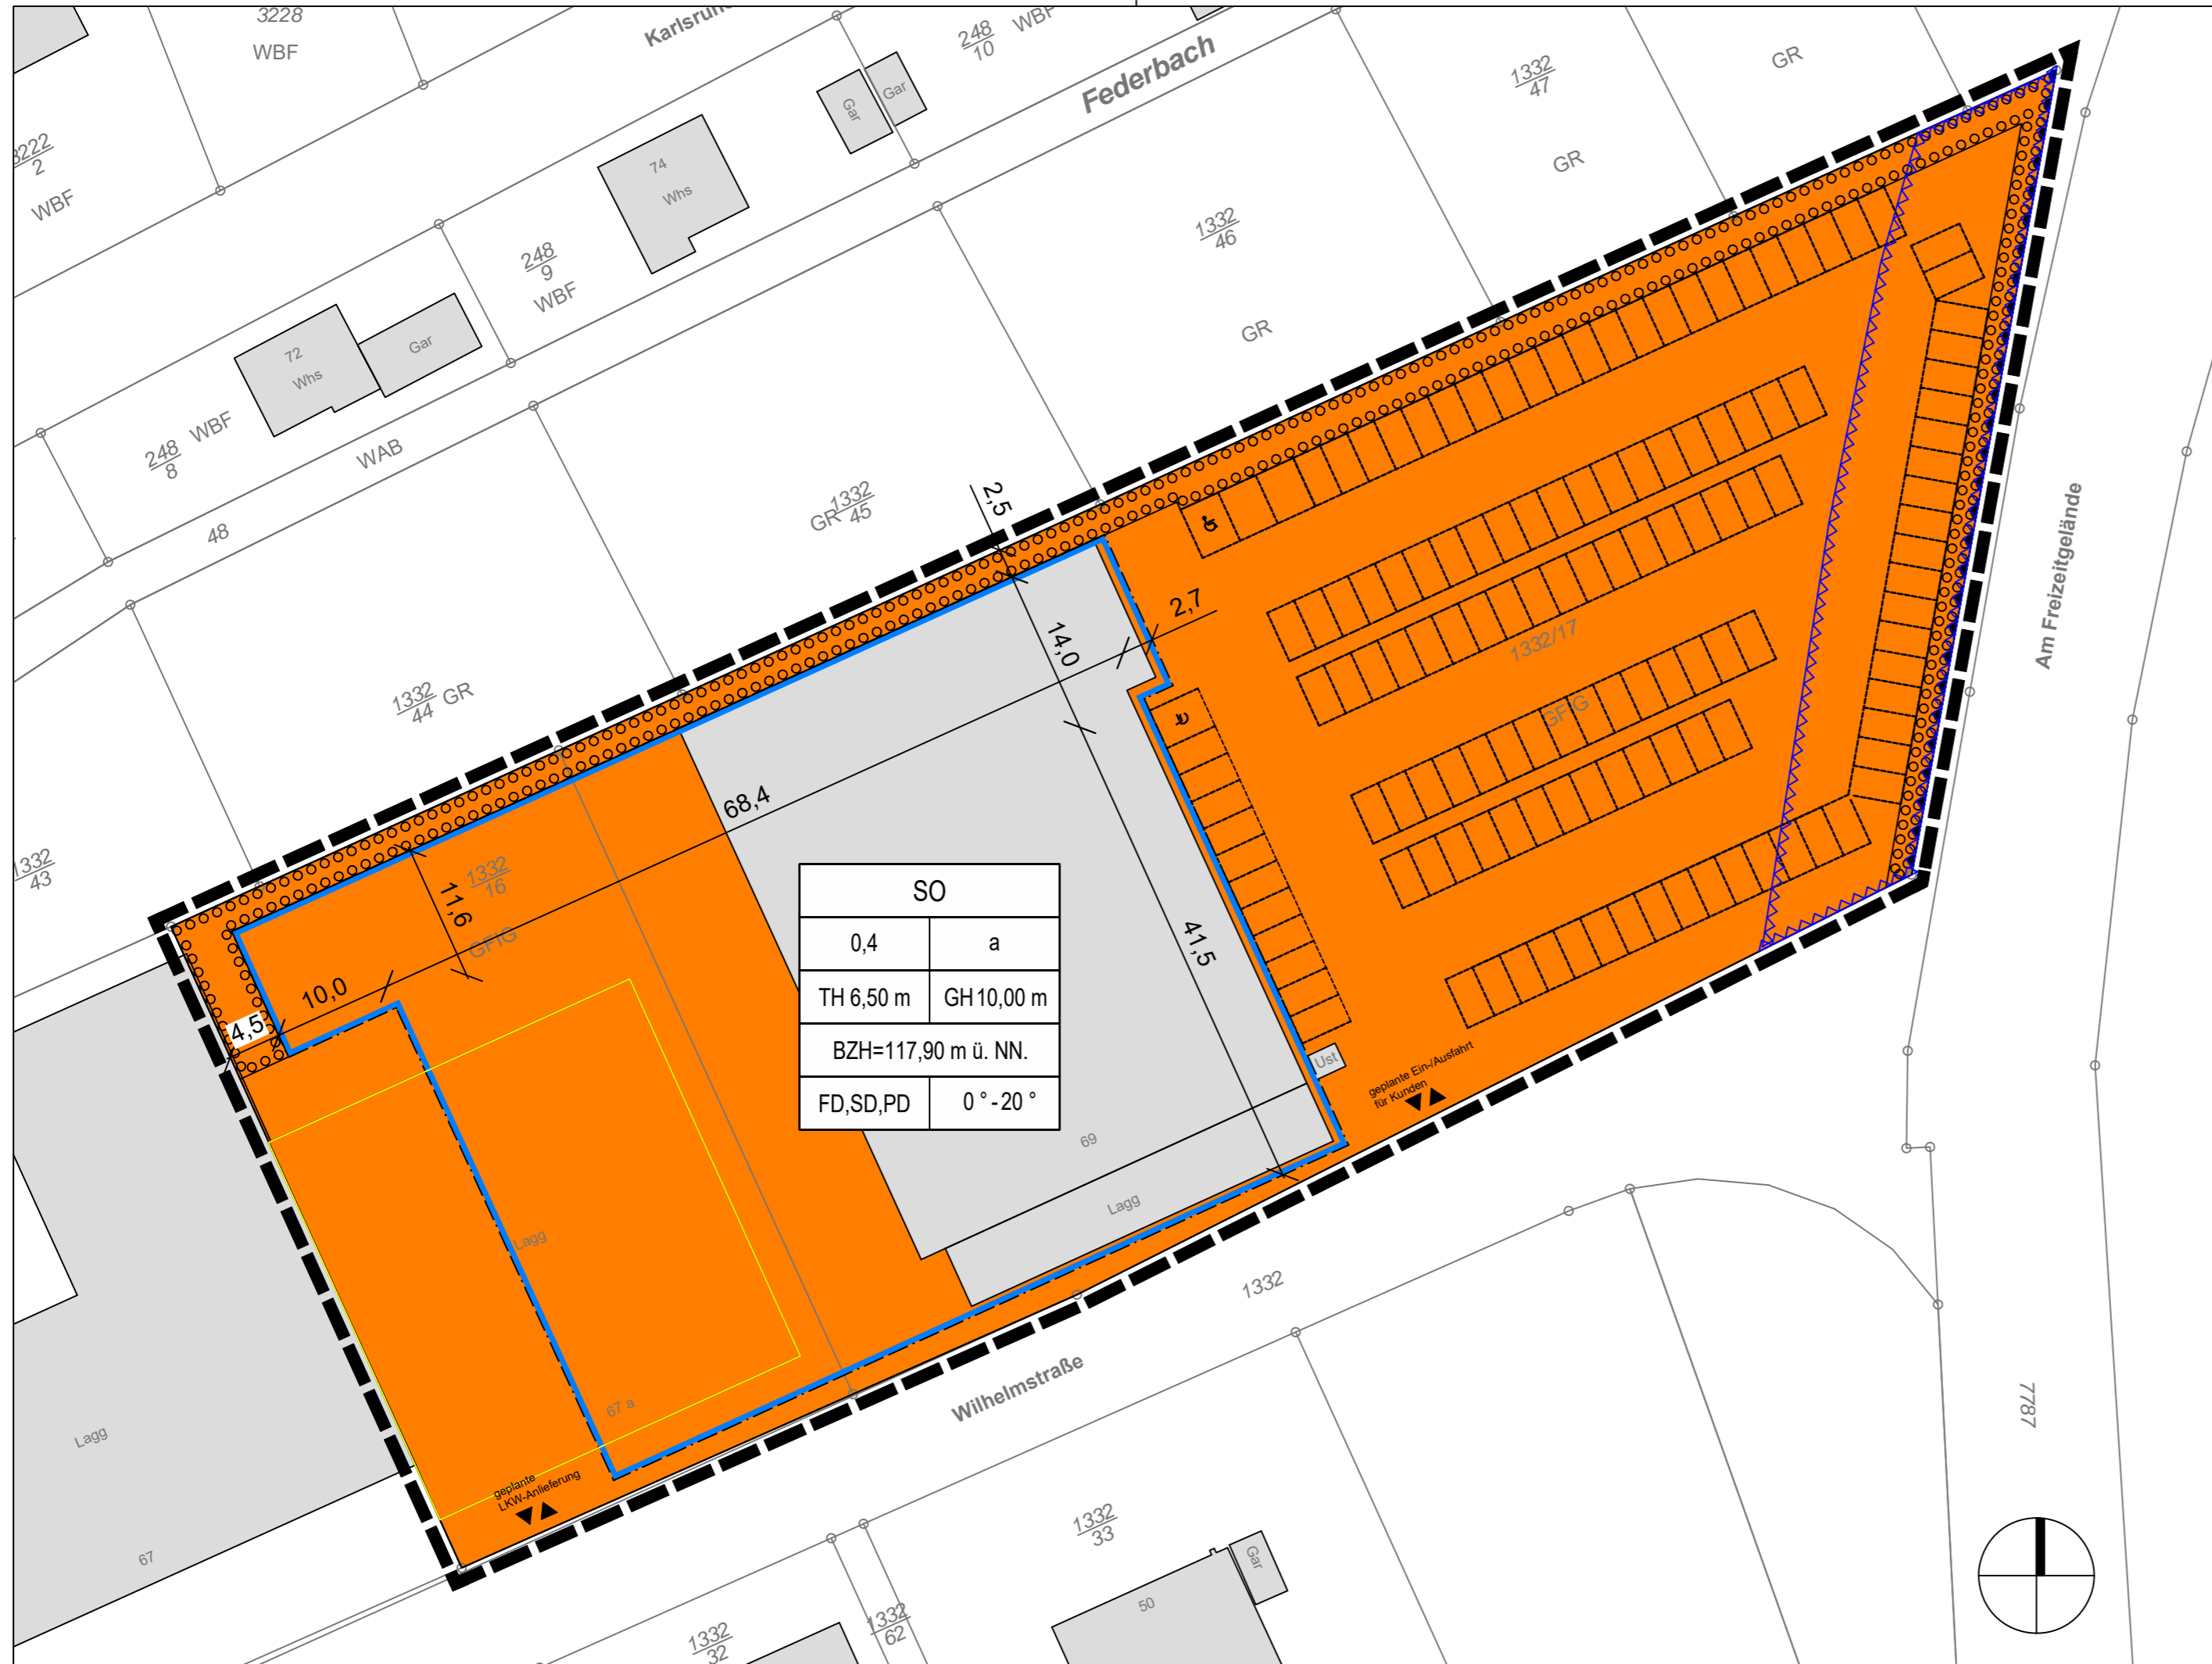 3228
WBF
248
10
WBF
Federbach
1332
47
GR
GR
2
WBF
74
Whs
Gar
Gar
248
9
WBF
1332
46
GR
72
Whs
Gar
248
8
WBF
WAB
48
GR
1332
45
2,5
1332
44
GR
14,0
2,7
1332/17
GFIG
Am Freizeitgelände
68,4
1332
43
1332
16
GFIG
11,6
10,0
4,5
41,5
SO
0,4
a
TH 6,50 m
GH 10,00 m
BZH=117,90 m ü. NN.
FD,SD,PD
0 ° - 20 °
Ust
geplante Ein-/Ausfahrt
für Kunden
69
Lagg
Lagg
67 a
geplante
LKW-Anlieferung
Lagg
67
Wilhelmstraße
1332
7787
1332
33
Gar
50
1332
62
1332
32